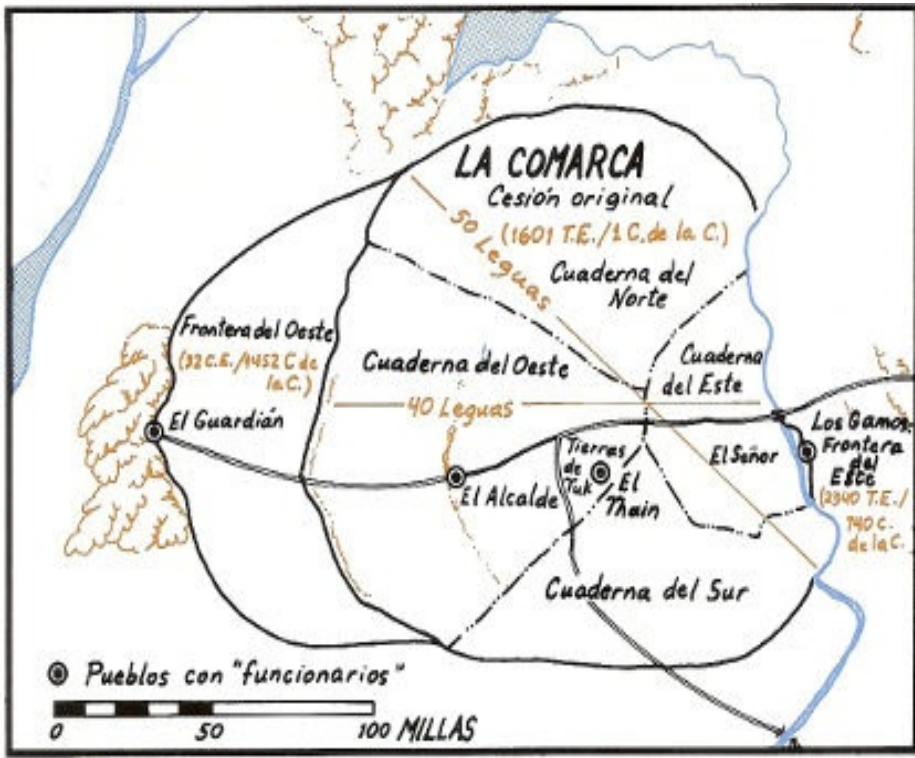 LA COMARCA
Cesión original
(1601 T.E./1 C. de la C.)
50 Leguas
Cuaderna del
Norte
Frontera del Oeste
(32 C.E./1452 C de
la C.)
Cuaderna del Oeste
Cuaderna
del Este
40 Leguas
El Guardián
Los Gamos.
Frontera
del
Este
(2340 T.E./
740 C.
de la C.)
El Señor
Tierras
de
Tuk
El Alcalde
El
Thain
Cuaderna del Sur
Pueblos con "funcionarios"
0 50 100 MILLAS